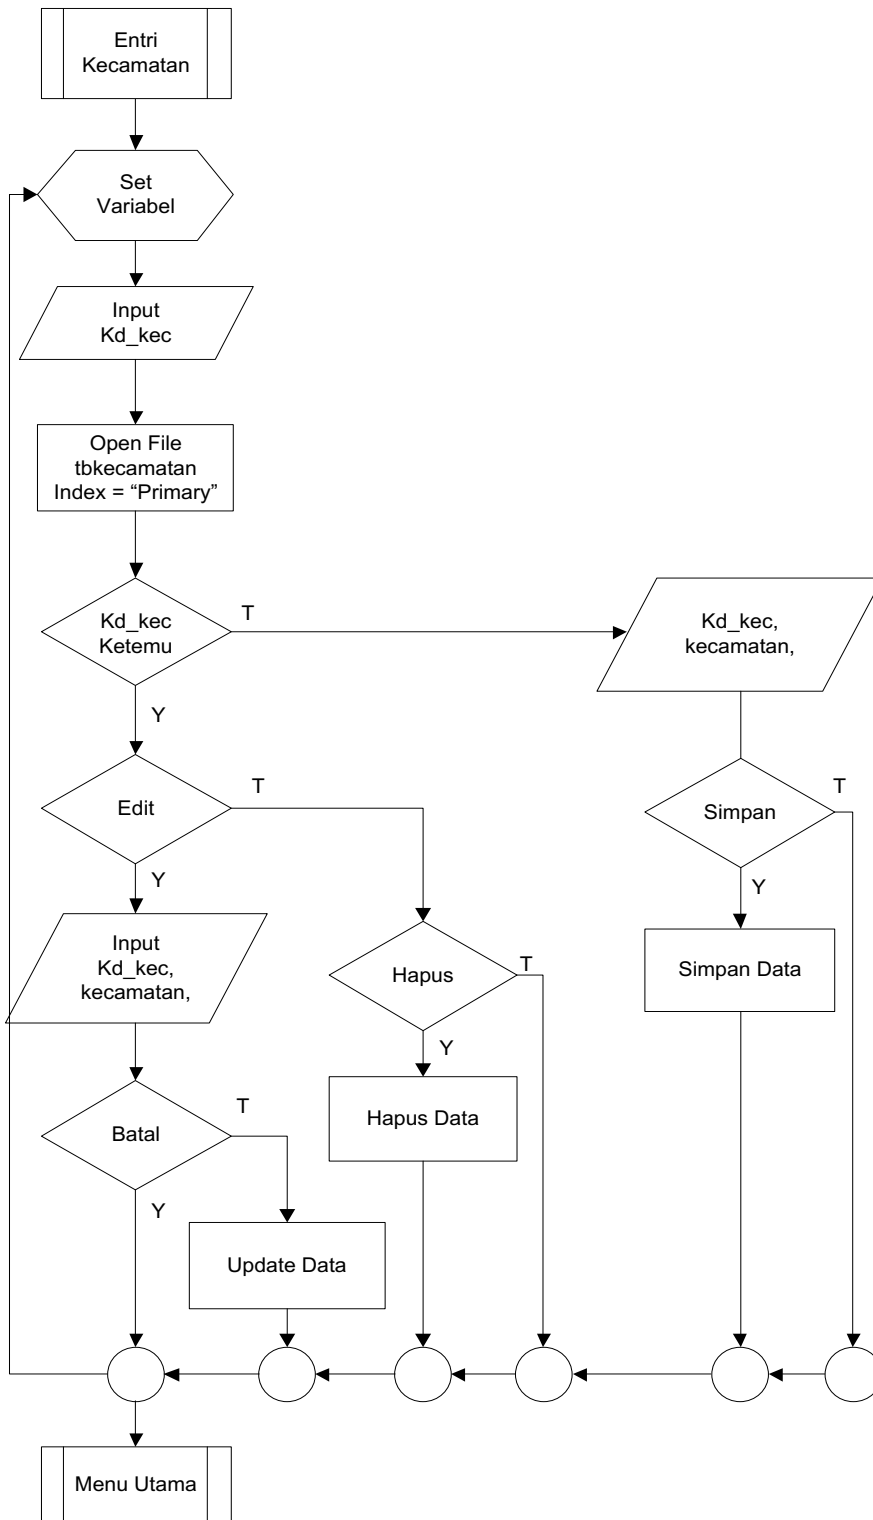 Entri
Kecamatan
Set
Variabel
Input
Kd_kec
Open File
tbkecamatan
Index = “Primary”
Kd_kec
Ketemu
T
Kd_kec,
kecamatan,
Y
Edit
T
Simpan
T
Y
Y
Input
Kd_kec,
kecamatan,
Hapus
T
Simpan Data
Y
Batal
T
Hapus Data
Y
Update Data
Menu Utama